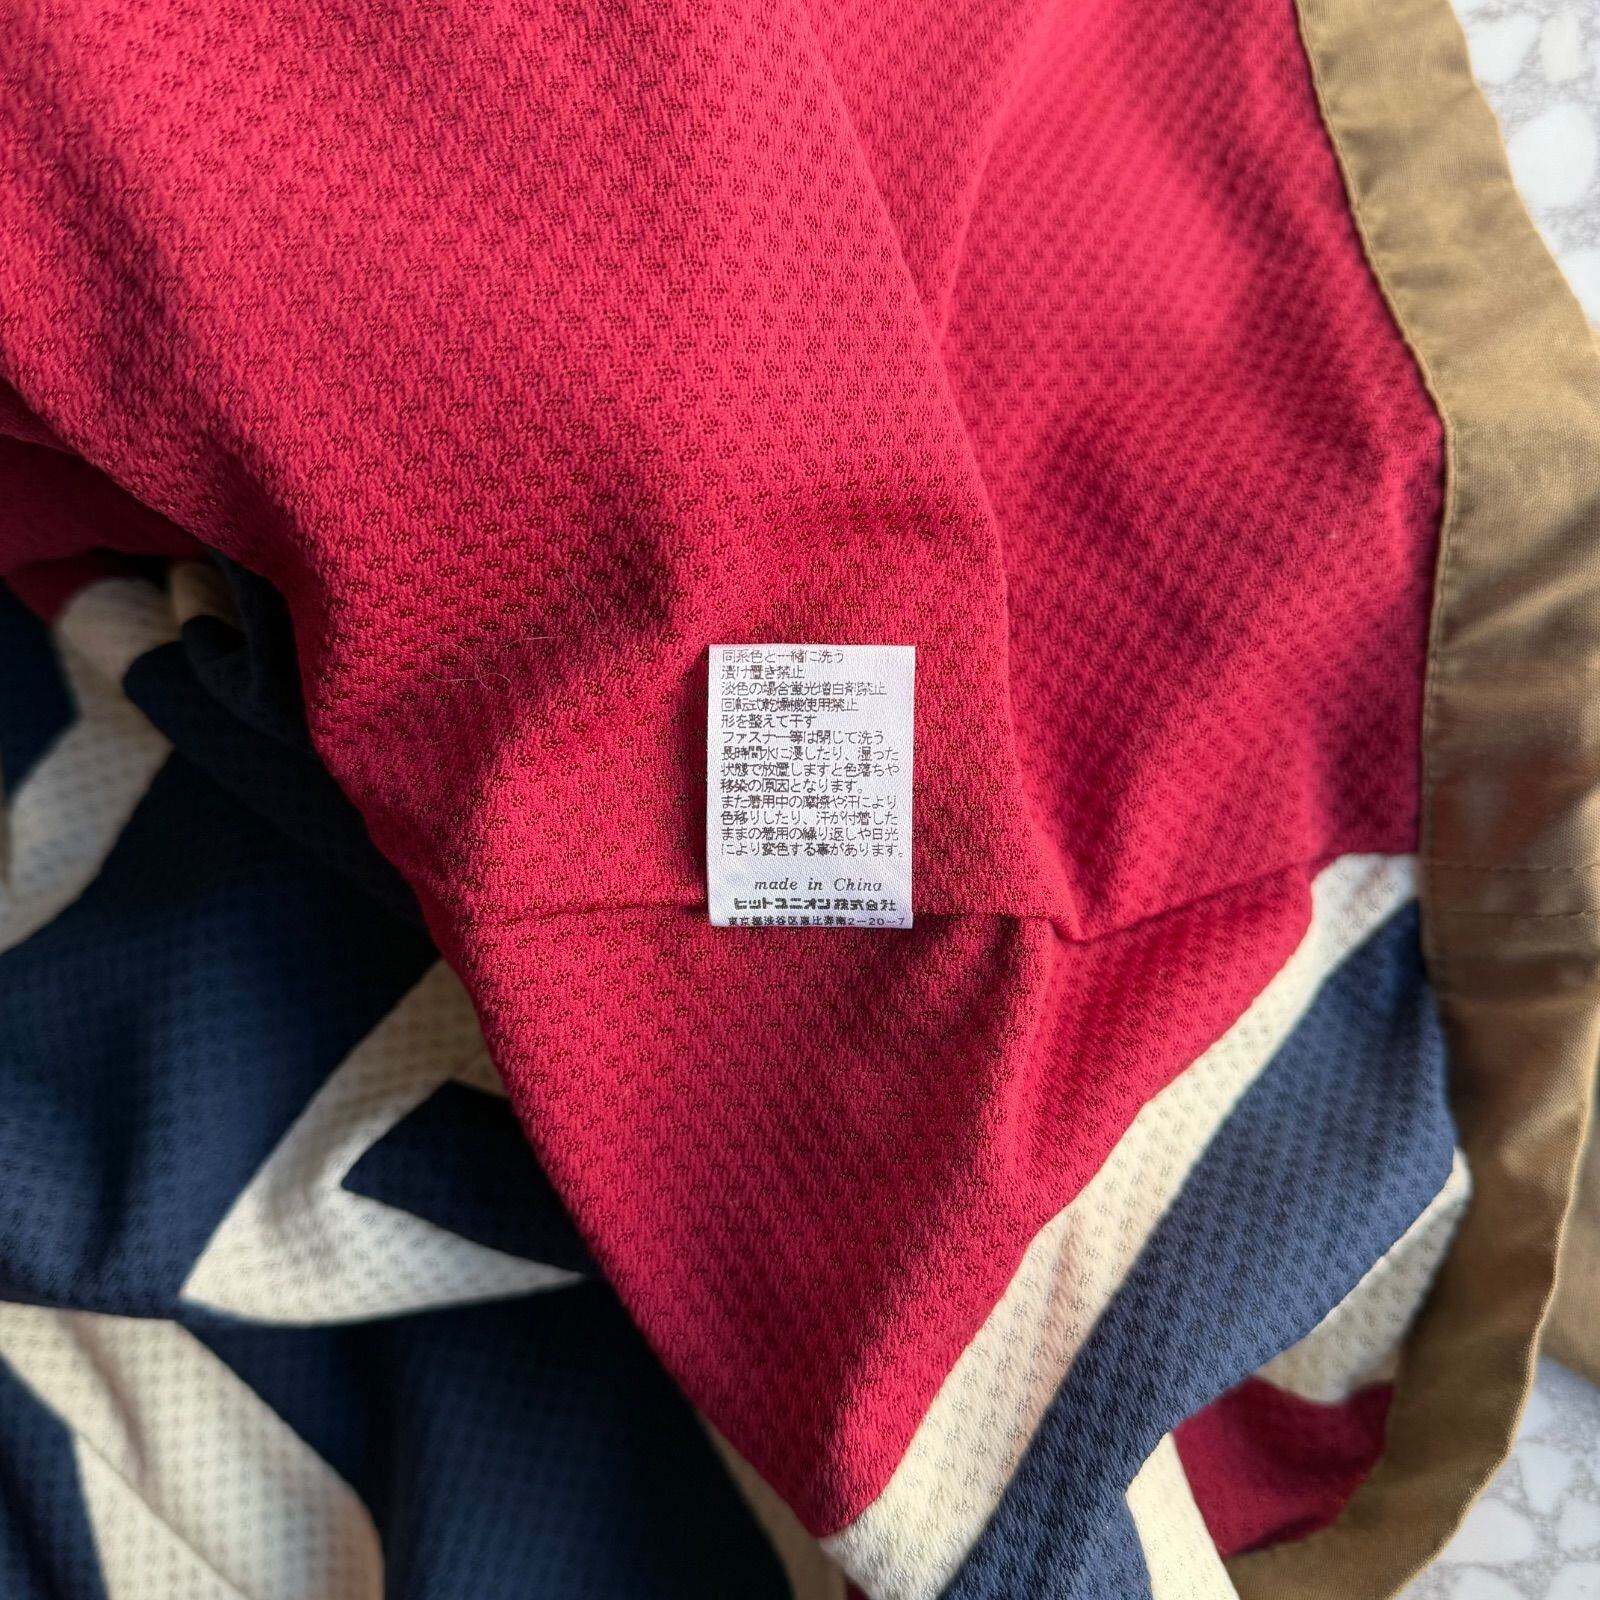 同系色と一緒に洗う
漬け置き禁止
淡色の場合蛍光増白剤禁止
回転式乾燥機使用禁止
形を整えて干す
ファスナー等は閉じて洗う
長時間水に浸したり、湿った
状態で放置しますと色落ちや
移染の原因となります。
また着用中の摩擦や汗により
色移りしたり、汗が付着した
ままの着用の繰り返しや日光
により変色する事があります。
made in China
ヒットユニオン株式会社
東京都渋谷区恵比寿南2-20-7